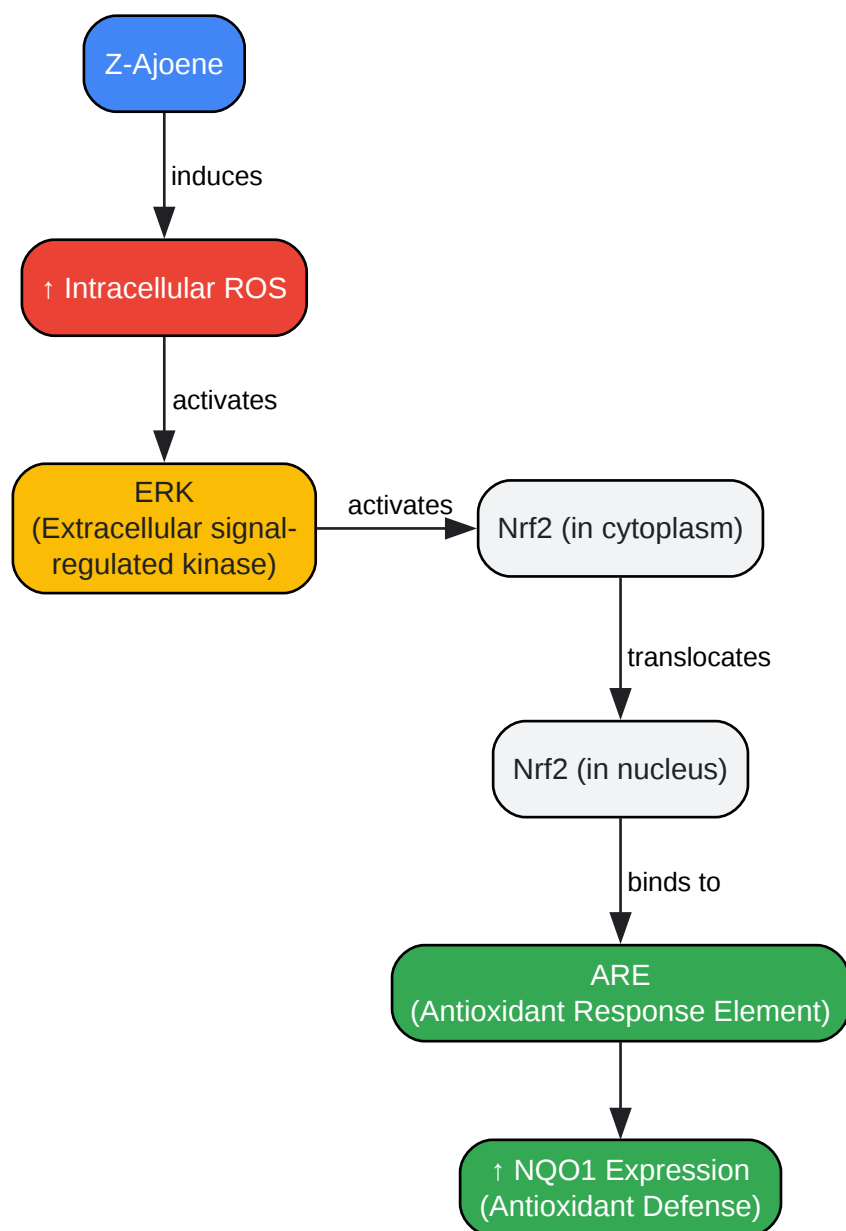 Z-Ajoene
induces
↑ Intracellular ROS
activates
ERK
(Extracellular signal-
regulated kinase)
activates
Nrf2 (in cytoplasm)
translocates
Nrf2 (in nucleus)
binds to
ARE
(Antioxidant Response Element)
↑ NQO1 Expression
(Antioxidant Defense)